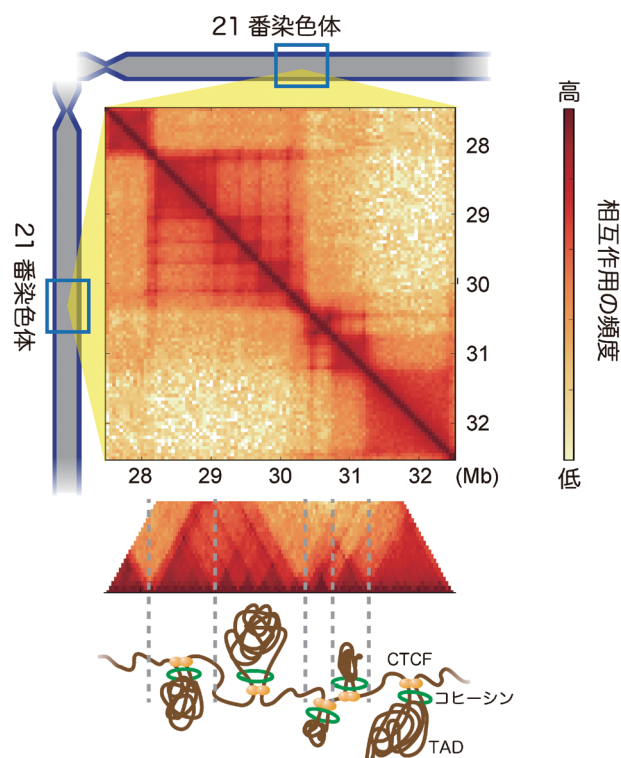 21 番染色体
21 番染色体
28
29
30
31
32
28 29 30 31 32 (Mb)
高
相互作用の頻度
低
CTCF
コヒーシン
TAD